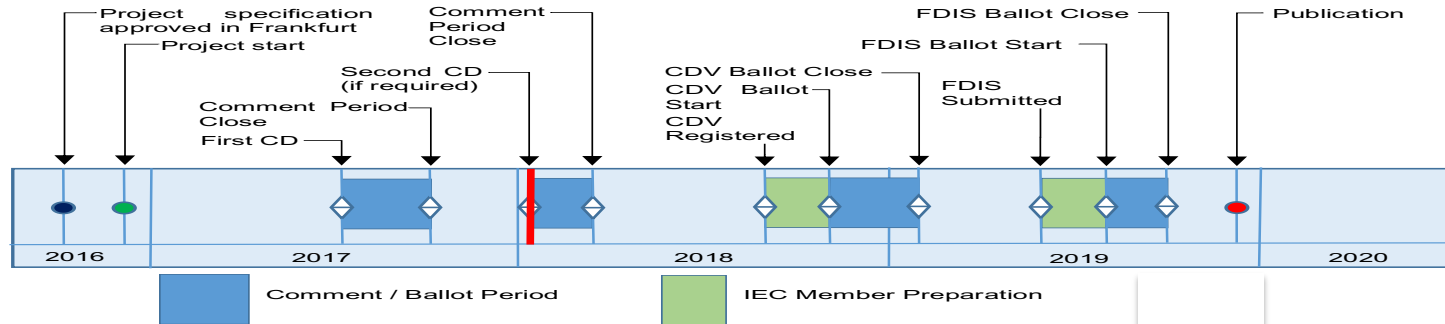 Project specification
approved in Frankfurt
Project start
Comment
Period
Close
Second CD
(if required)
Comment Period
Close
First CD
FDIS Ballot Close
FDIS Ballot Start
CDV Ballot Close
CDV Ballot
Start
CDV
Registered
FDIS
Submitted
Publication
2016
2017
2018
2019
2020
Comment / Ballot Period
IEC Member Preparation